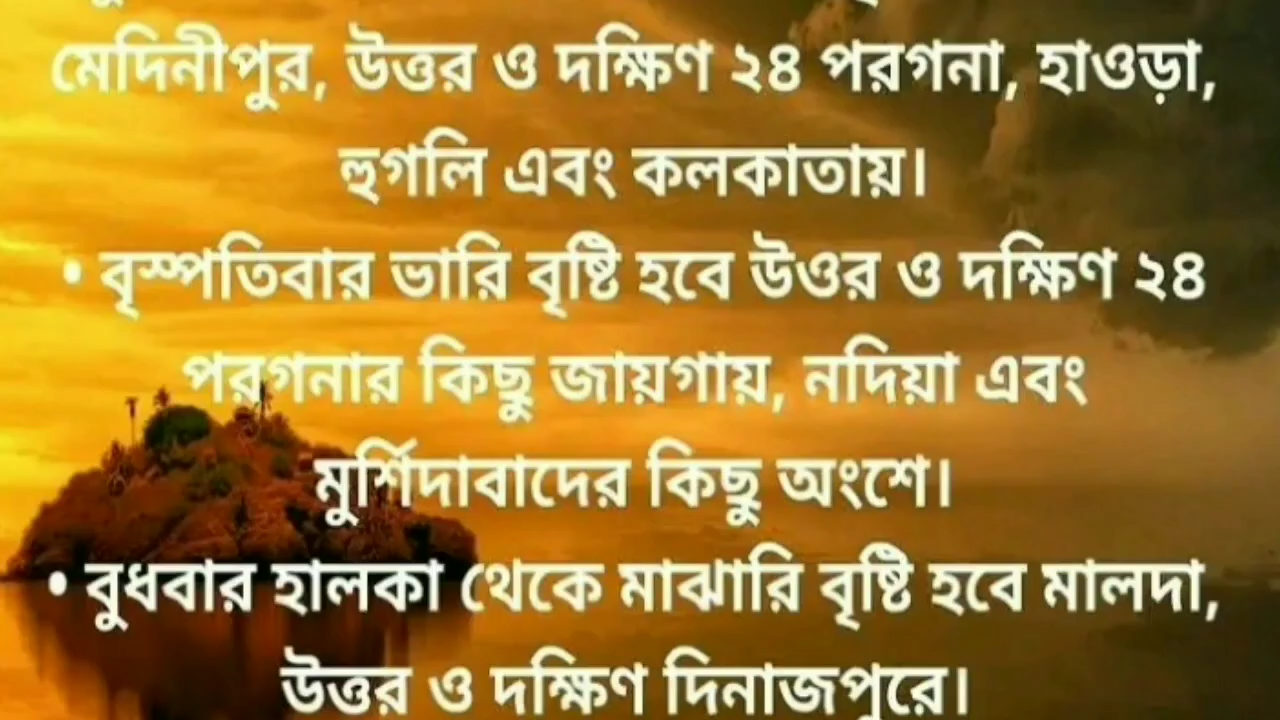 মেদিনীপুর, উত্তর ও দক্ষিণ ২৪ পরগনা, হাওড়া,
হুগলি এবং কলকাতায়।
• বৃস্পতিবার ভারি বৃষ্টি হবে উওর ও দক্ষিণ ২৪
পরগনার কিছু জায়গায়, নদিয়া এবং
মুর্শিদাবাদের কিছু অংশে।
• বুধবার হালকা থেকে মাঝারি বৃষ্টি হবে মালদা,
উত্তর ও দক্ষিণ দিনাজপুরে।